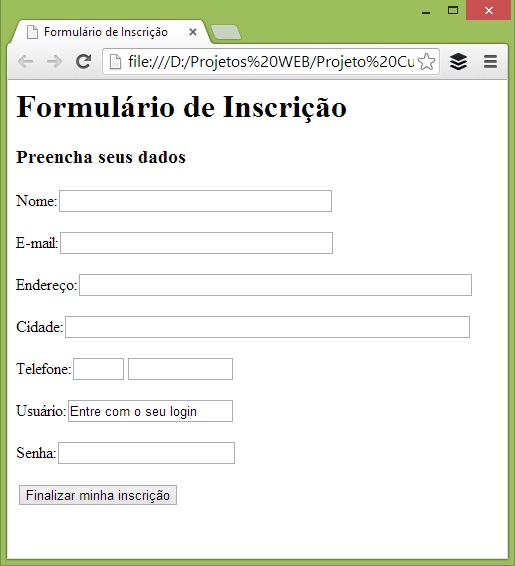 Formulário de Inscrição
file:///D:/Projetos%20WEB/Projeto%20Cu
Formulário de Inscrição
Preencha seus dados
Nome:
E-mail:
Endereço:
Cidade:
Telefone:
Usuário: Entre com o seu login
Senha:
Finalizar minha inscrição